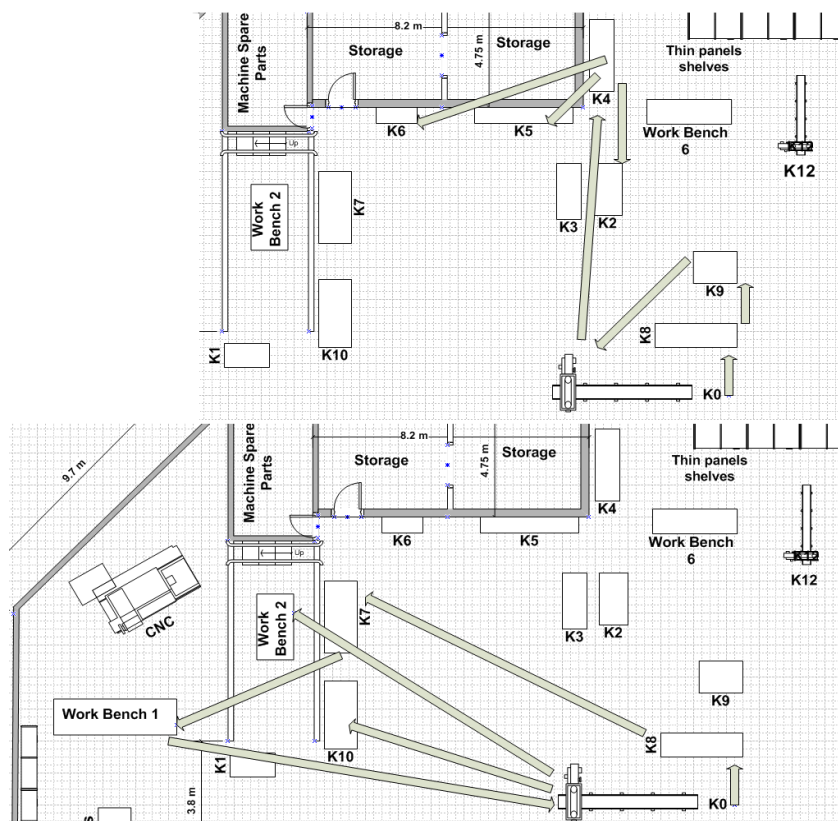 8.2 m
Storage
Storage
4.75 m
Machine Spare
Parts
K4
Thin panels
shelves
K6
K5
Work Bench
6
K12
Up
Work
Bench 2
K7
K3
K2
K9
K8
K10
K1
K0
9.7 m
8.2 m
Storage
Storage
4.75 m
Machine Spare
Parts
K4
Thin panels
shelves
K6
K5
Work Bench
6
K12
Up
CNC
Work
Bench 2
K7
K3
K2
K9
Work Bench 1
K8
K10
K1
K0
3.8 m